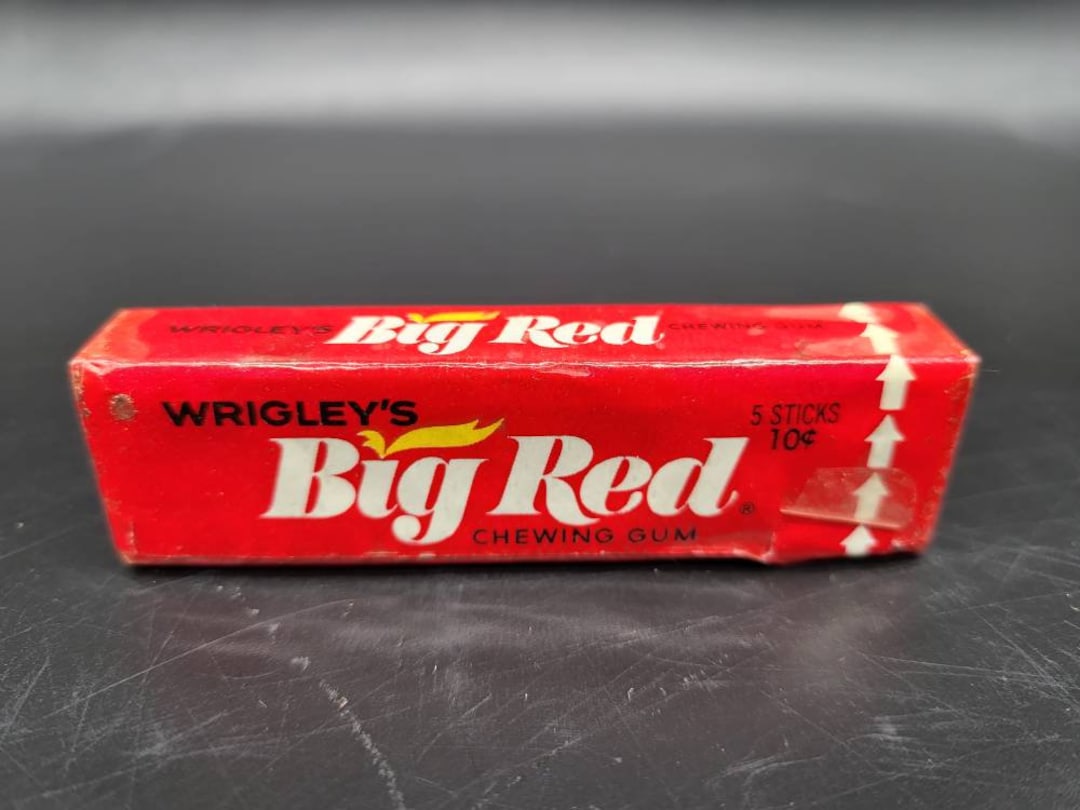 WRIGLEY'S Big Red CHEWING GUM
WRIGLEY'S
5 STICKS
10¢
Big Red ®
CHEWING GUM